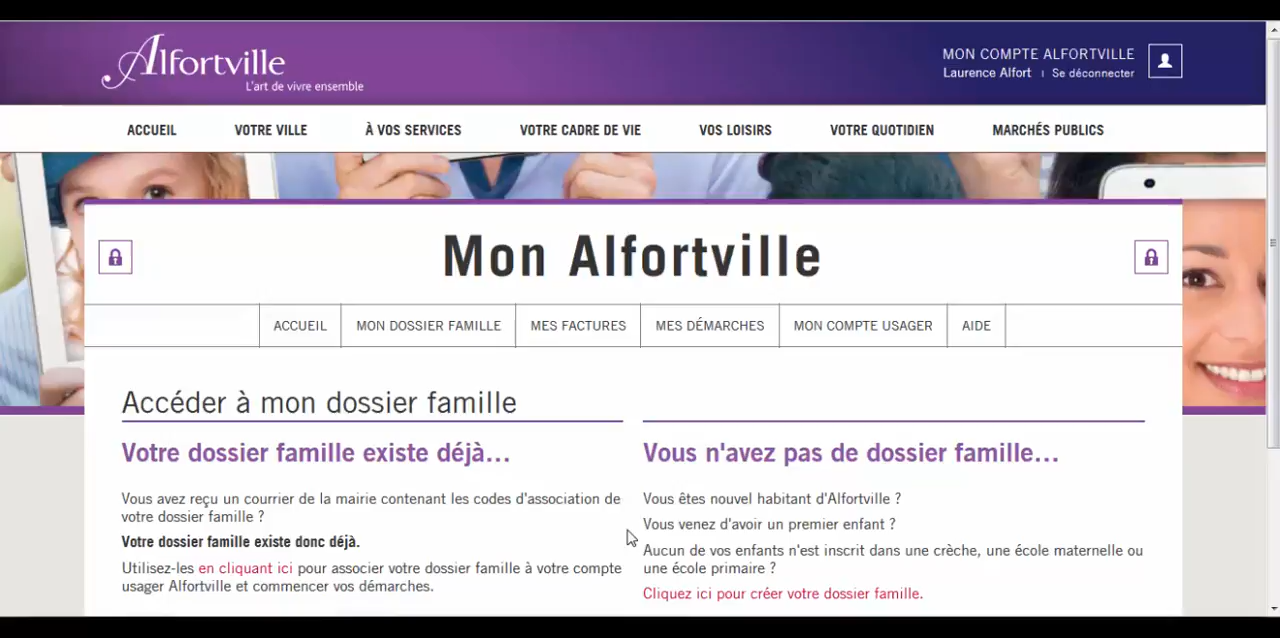 Alfortville
L'art de vivre ensemble
MON COMPTE ALFORTVILLE
Laurence Alfort | Se déconnecter
ACCUEIL VOTRE VILLE À VOS SERVICES VOTRE CADRE DE VIE VOS LOISIRS VOTRE QUOTIDIEN MARCHÉS PUBLICS
Mon Alfortville
ACCUEIL MON DOSSIER FAMILLE MES FACTURES MES DÉMARCHES MON COMPTE USAGER AIDE
Accéder à mon dossier famille
Votre dossier famille existe déjà...
Vous avez reçu un courrier de la mairie contenant les codes d'association de
votre dossier famille ?
Votre dossier famille existe donc déjà.
Utilisez-les en cliquant ici pour associer votre dossier famille à votre compte
usager Alfortville et commencer vos démarches.
Vous n'avez pas de dossier famille...
Vous êtes nouvel habitant d'Alfortville ?
Vous venez d'avoir un premier enfant ?
Aucun de vos enfants n'est inscrit dans une crèche, une école maternelle ou
une école primaire ?
Cliquez ici pour créer votre dossier famille.